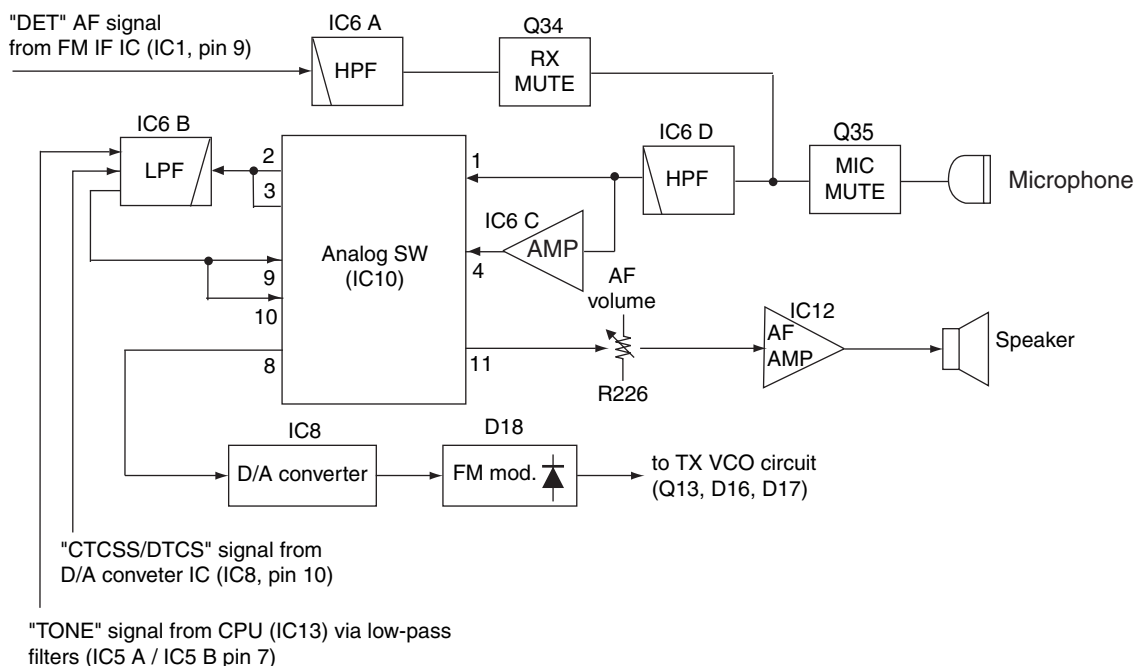 "DET" AF signal
from FM IF IC (IC1, pin 9)
IC6 A
HPF
Q34
RX
MUTE
IC6 B
LPF
2
3
9
10
8
Analog SW
(IC10)
1
4
11
IC6 D
HPF
Q35
MIC
MUTE
Microphone
IC6 C
AMP
AF
volume
R226
IC12
AF
AMP
Speaker
IC8
D/A converter
D18
FM mod.
to TX VCO circuit
(Q13, D16, D17)
"CTCSS/DTCS" signal from
D/A conveter IC (IC8, pin 10)
"TONE" signal from CPU (IC13) via low-pass
filters (IC5 A / IC5 B pin 7)